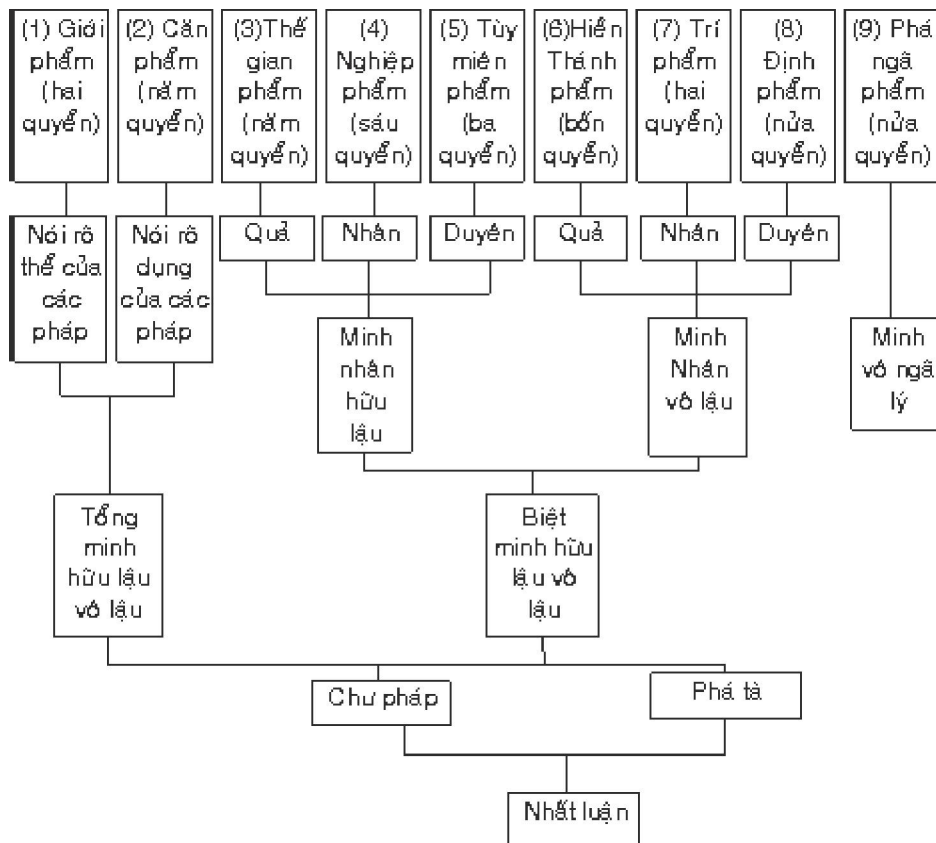 (1) Giới
phẩm
(hai
quyển)
(2) Căn
phẩm
(năm
quyển)
(3)Thế
gian
phẩm
(năm
quyển)
(4)
Nghiệp
phẩm
(sáu
quyển)
(5) Tùy
miên
phẩm
(ba
quyển)
(6)Hiền
Thánh
phẩm
(bốn
quyển)
(7) Trí
phẩm
(hai
quyển)
(8)
Định
phẩm
(nửa
quyển)
(9) Phá
ngã
phẩm
(nửa
quyển)
Nói rõ
thể của
các
pháp
Nói rõ
dụng
của các
pháp
Quả
Nhân
Duyên
Quả
Nhân
Duyên
Minh
nhân
hữu
lậu
Minh
Nhân
vô lậu
Minh
vô ngã
lý
Tổng
minh
hữu lậu
vô lậu
Biệt
minh hữu
lậu vô
lậu
Chư pháp
Phá tà
Nhất luận